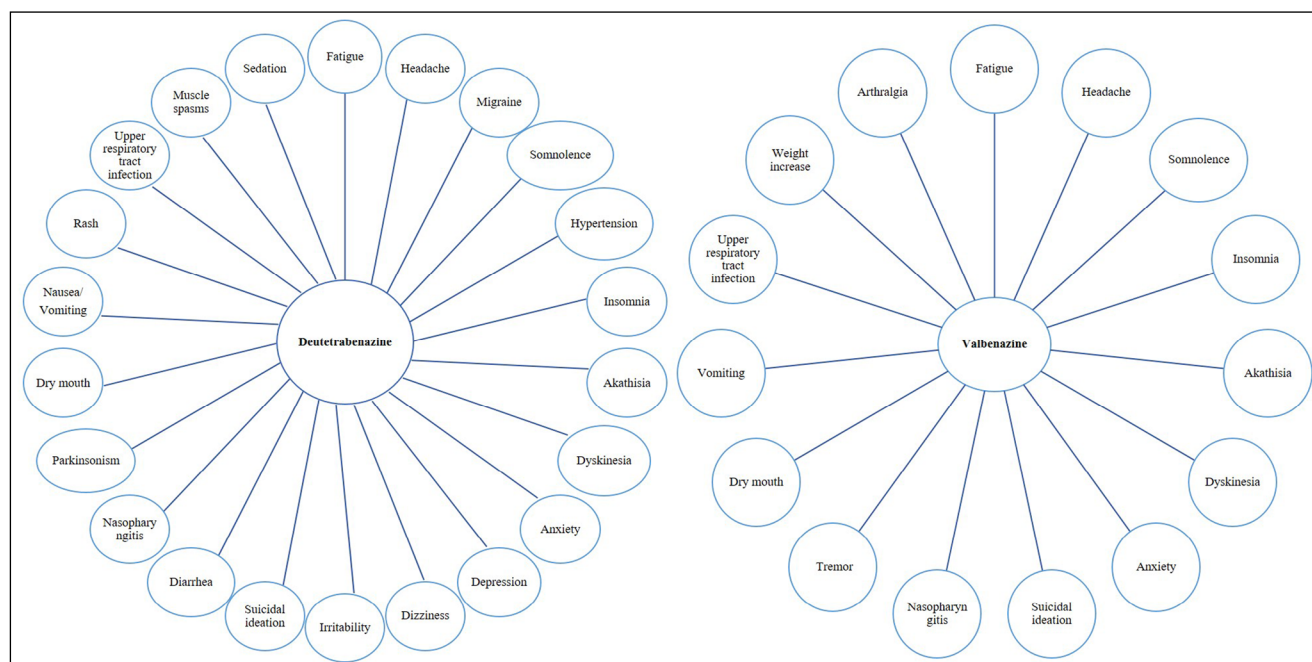 Fatigue
Headache
Migraine
Somnolence
Hypertension
Insomnia
Akathisia
Dyskinesia
Anxiety
Depression
Dizziness
Irritability
Suicidal
ideation
Diarrhea
Nasophary
ngitis
Parkinsonism
Dry mouth
Nausea/
Vomiting
Rash
Upper
respiratory
tract
infection
Muscle
spasms
Sedation
Deutetrabenazine
Fatigue
Headache
Somnolence
Insomnia
Akathisia
Dyskinesia
Anxiety
Suicidal
ideation
Nasopharyn
gitis
Tremor
Dry mouth
Vomiting
Upper
respiratory
tract
infection
Weight
increase
Arthralgia
Valbenazine